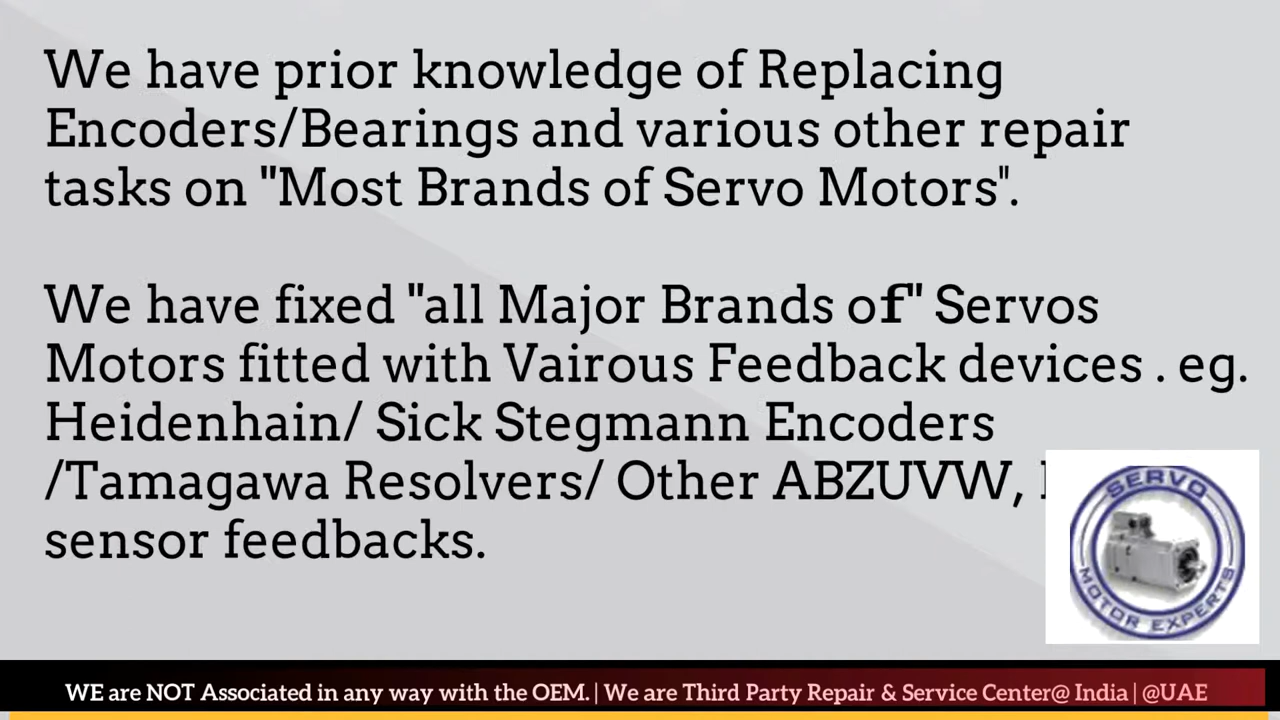 We have prior knowledge of Replacing
Encoders/Bearings and various other repair
tasks on "Most Brands of Servo Motors".
We have fixed "all Major Brands of" Servos
Motors fitted with Vairous Feedback devices . eg.
Heidenhain/ Sick Stegmann Encoders
/Tamagawa Resolvers/ Other ABZUVW,
sensor feedbacks.
SERVO
MOTOR EXPERTS
WE are NOT Associated in any way with the OEM. | We are Third Party Repair & Service Center@ India | @UAE